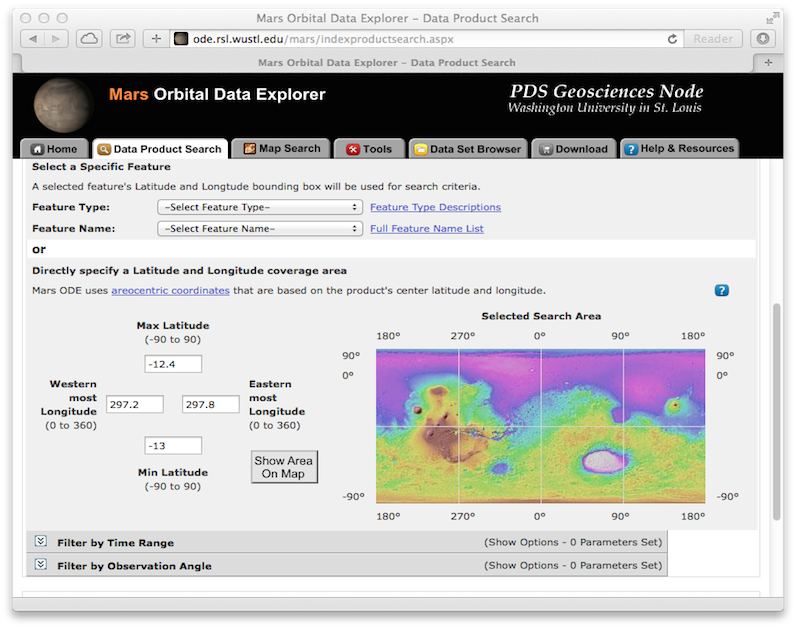 Mars Orbital Data Explorer – Data Product Search
ode.rsl.wustl.edu/mars/indexproductsearch.aspx
Reader
Mars Orbital Data Explorer – Data Product Search
Mars Orbital Data Explorer
PDS Geosciences Node
Washington University in St. Louis
Home
Data Product Search
Map Search
Tools
Data Set Browser
Download
Help & Resources
Select a Specific Feature
A selected feature's Latitude and Longtude bounding box will be used for search criteria.
Feature Type: -Select Feature Type- Feature Type Descriptions
Feature Name: -Select Feature Name- Full Feature Name List
or
Directly specify a Latitude and Longitude coverage area
Mars ODE uses areocentric coordinates that are based on the product's center latitude and longitude.
Max Latitude
(-90 to 90)
-12.4
Western
most
Longitude
(0 to 360)
297.2
297.8
Eastern
most
Longitude
(0 to 360)
-13
Min Latitude
(-90 to 90)
Show Area
On Map
Selected Search Area
180° 270° 0° 90° 180°
90° 90°
0° 0°
-90° -90°
180° 270° 0° 90° 180°
Filter by Time Range (Show Options - 0 Parameters Set)
Filter by Observation Angle (Show Options - 0 Parameters Set)